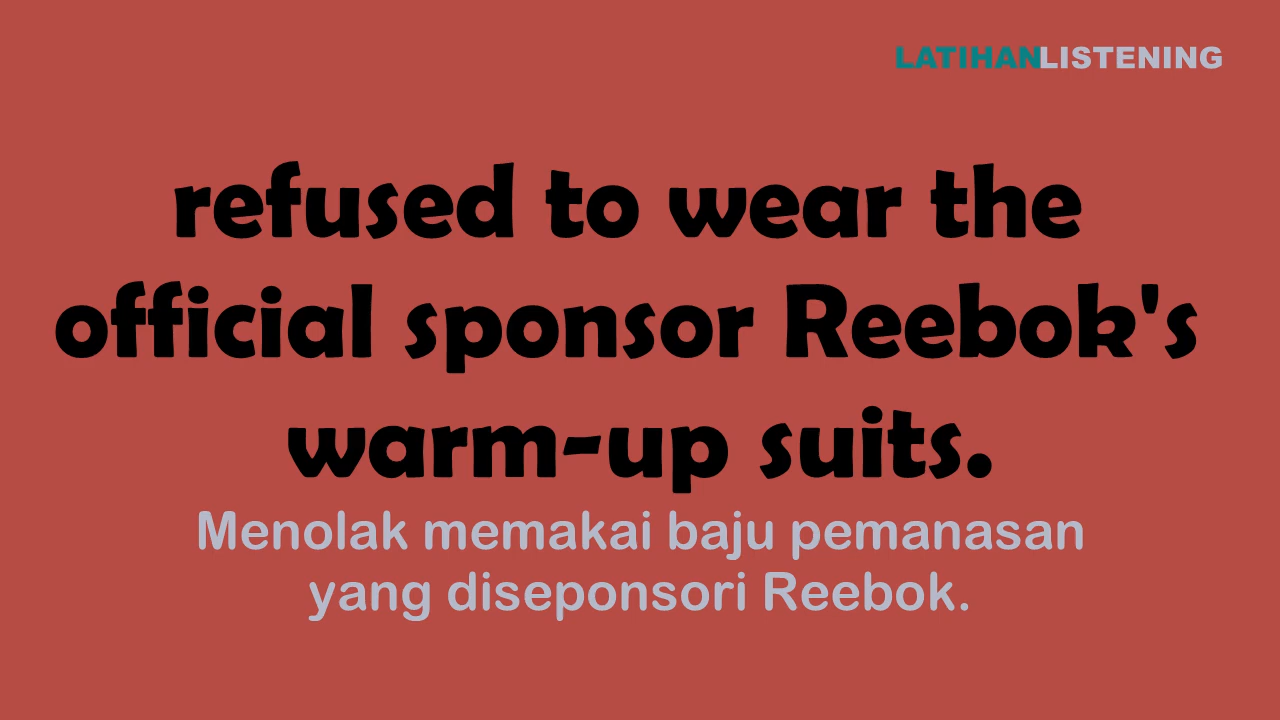 LATIHANLISTENING
refused to wear the
official sponsor Reebok's
warm-up suits.
Menolak memakai baju pemanasan
yang diseponsori Reebok.